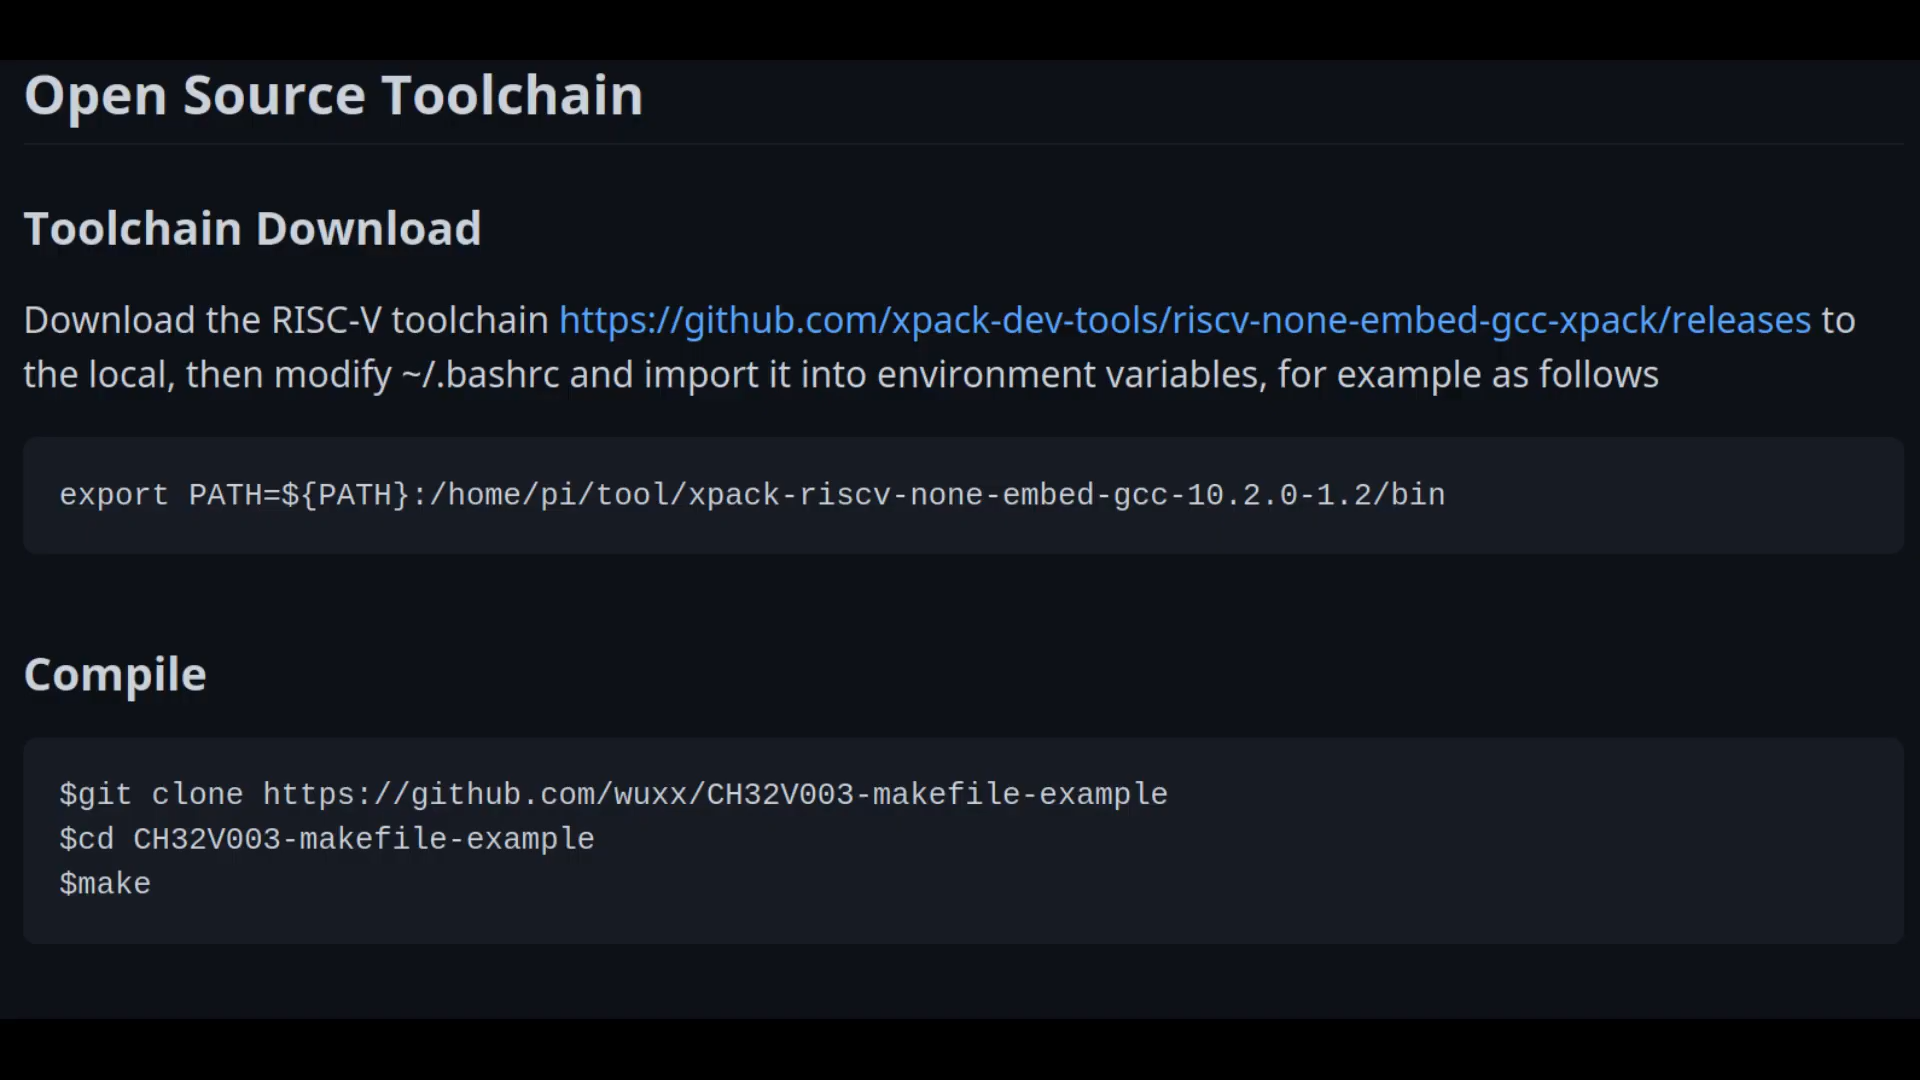 Open Source Toolchain
Toolchain Download
Download the RISC-V toolchain https://github.com/xpack-dev-tools/riscv-none-embed-gcc-xpack/releases to
the local, then modify ~/.bashrc and import it into environment variables, for example as follows
export PATH=${PATH}:/home/pi/tool/xpack-riscv-none-embed-gcc-10.2.0-1.2/bin
Compile
$git clone https://github.com/wuxx/CH32V003-makefile-example
$cd CH32V003-makefile-example
$make